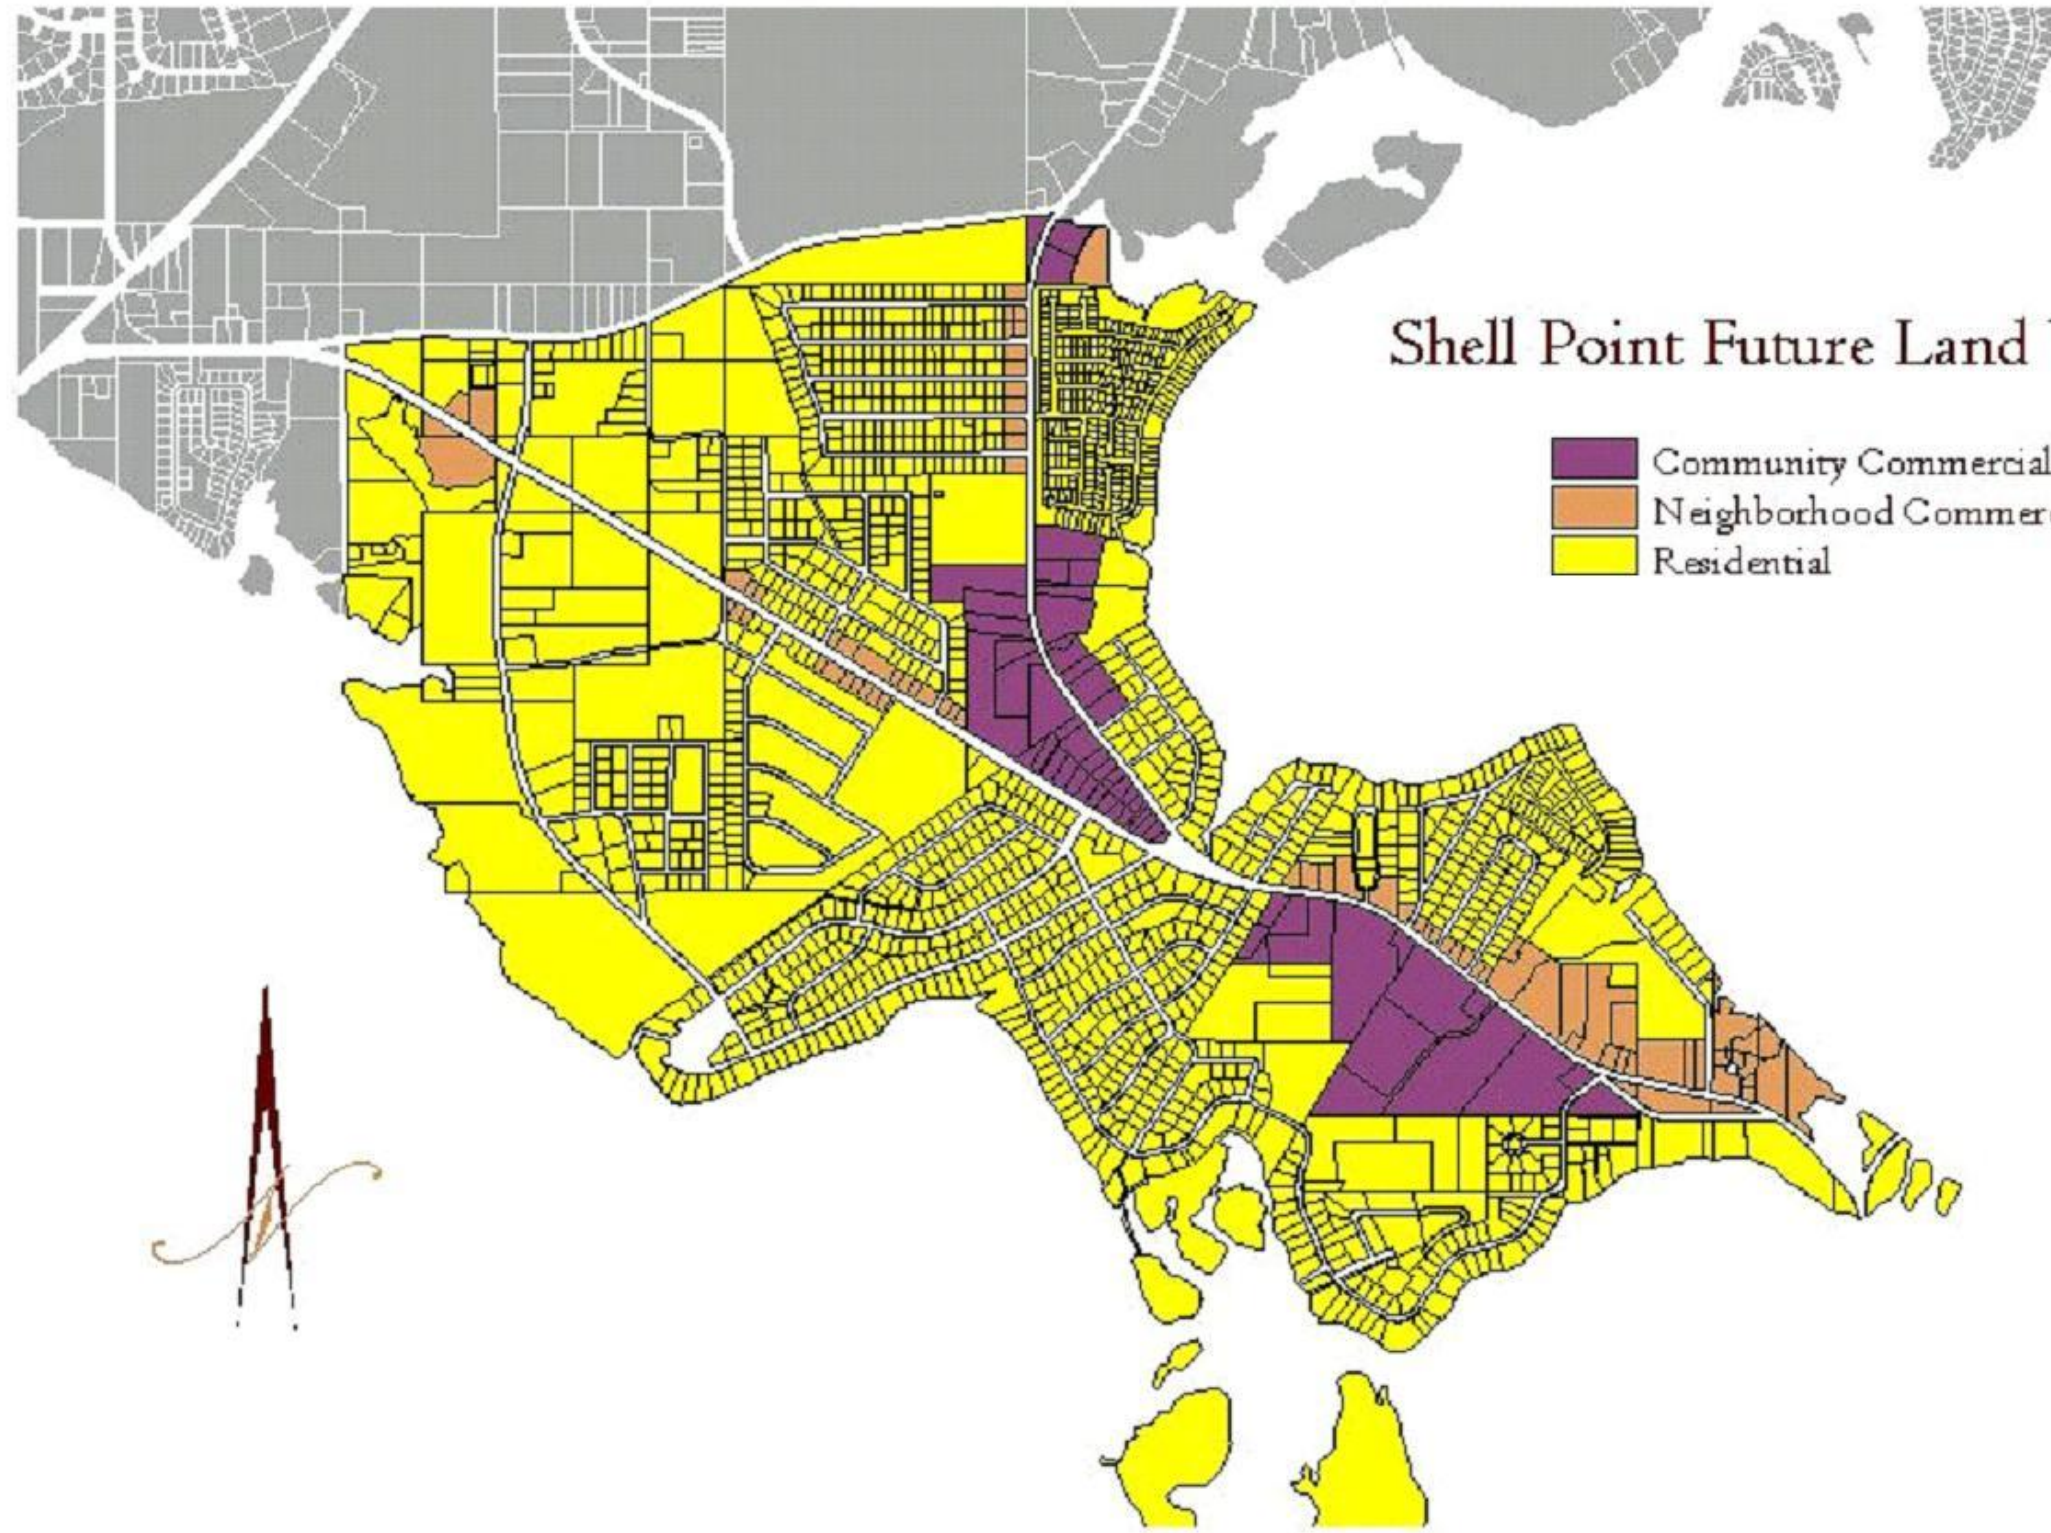 Shell Point Future Land
Community Commercial
Neighborhood Commer
Residential